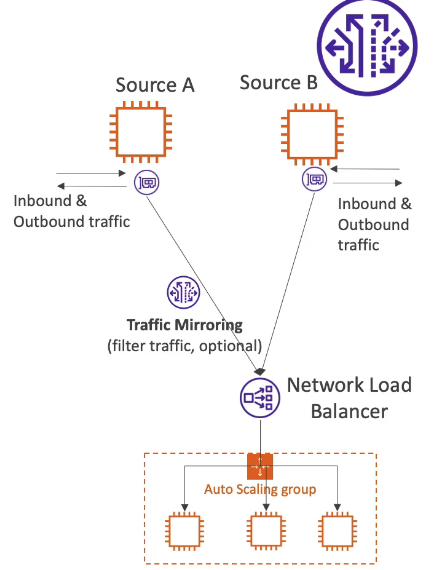 Source A
Source B
Inbound &
Outbound traffic
Inbound &
Outbound
traffic
Traffic Mirroring
(filter traffic, optional)
Network Load
Balancer
Auto Scaling group